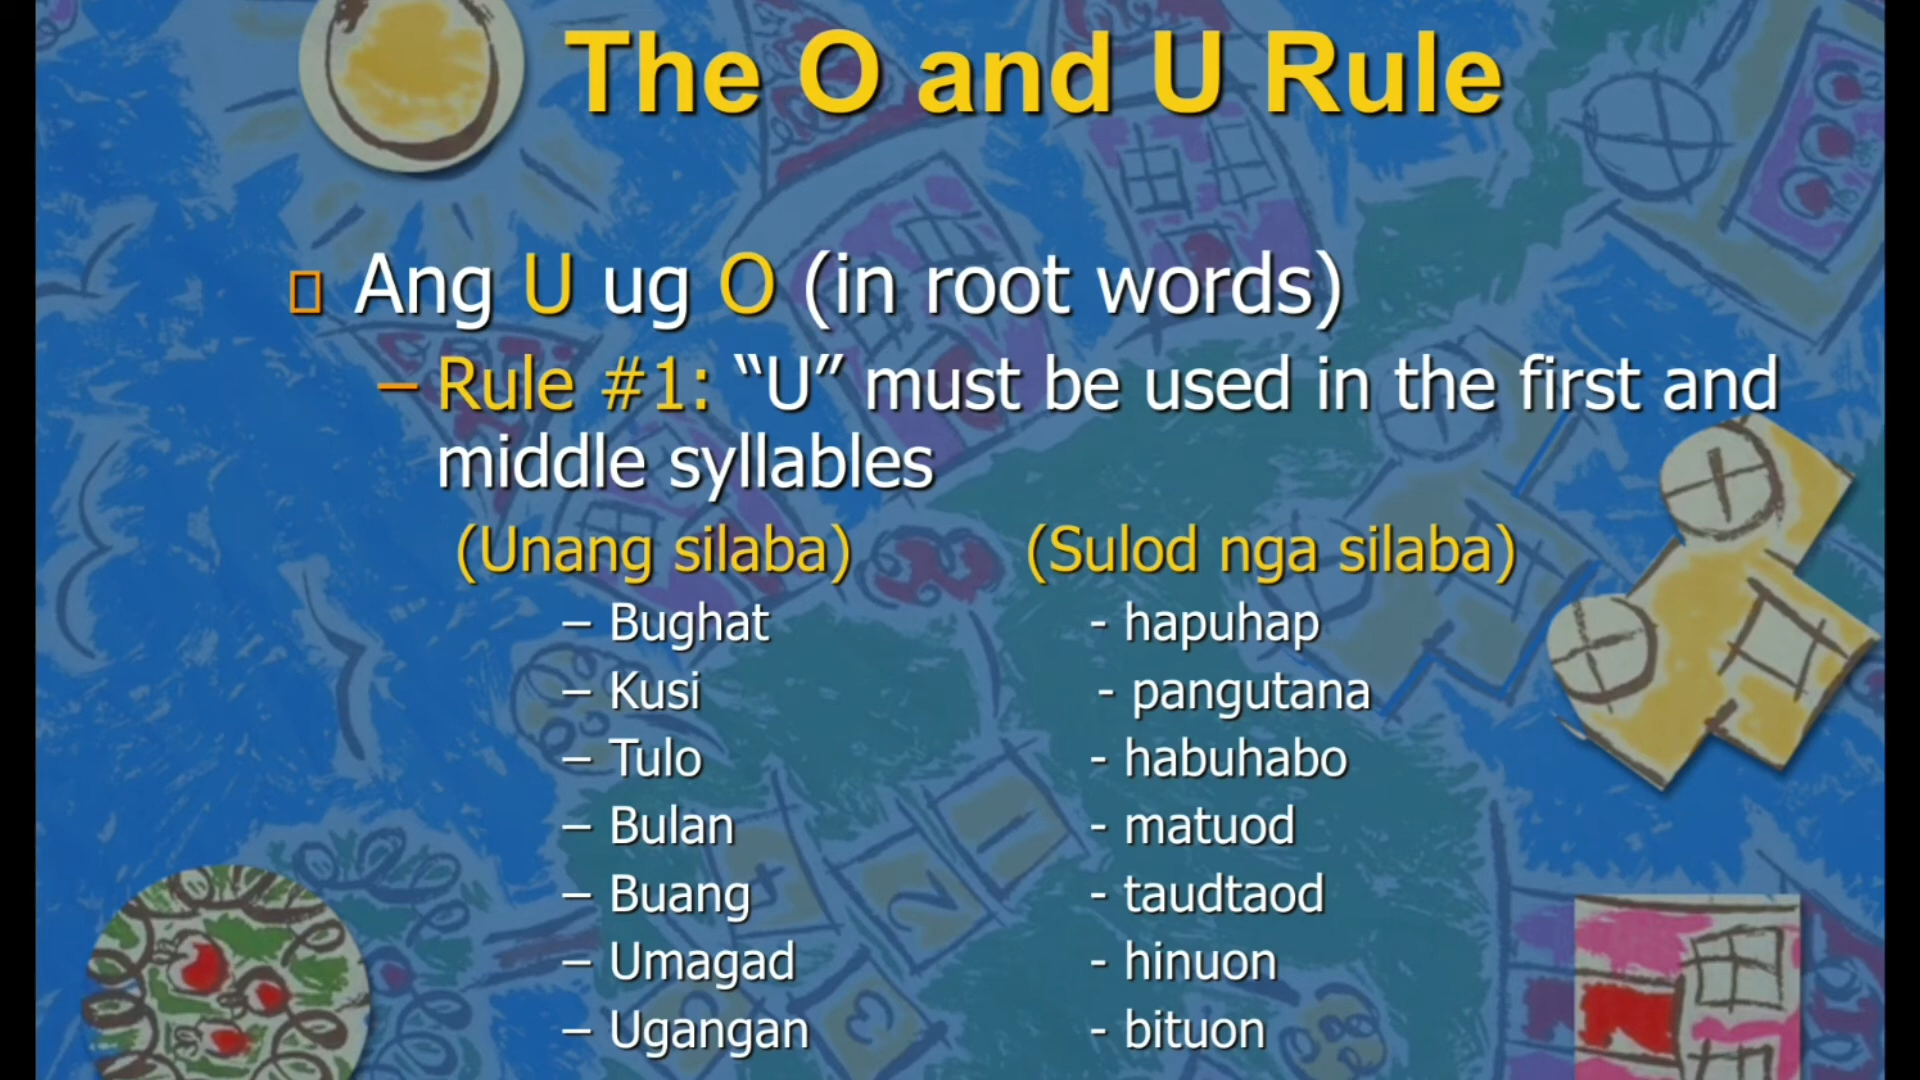 The O and U Rule
Ang U ug O (in root words)
– Rule #1: “U” must be used in the first and
middle syllables
(Unang silaba) (Sulod nga silaba)
– Bughat - hapuhap
– Kusi - pangutana
– Tulo - habuhabo
– Bulan - matuod
– Buang - taudtaod
– Umagad - hinuon
– Ugangan - bituon